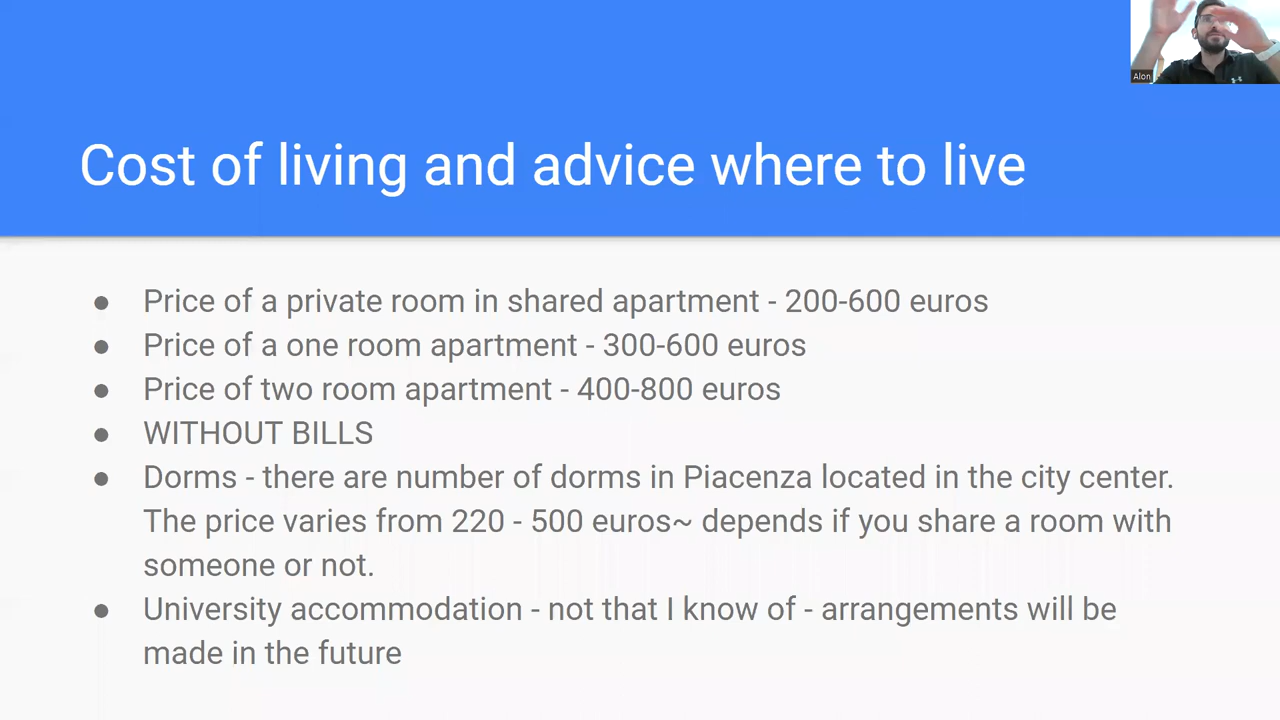 Alon
Cost of living and advice where to live
● Price of a private room in shared apartment - 200-600 euros
● Price of a one room apartment - 300-600 euros
● Price of two room apartment - 400-800 euros
● WITHOUT BILLS
● Dorms - there are number of dorms in Piacenza located in the city center.
The price varies from 220 - 500 euros~ depends if you share a room with
someone or not.
● University accommodation - not that I know of - arrangements will be
made in the future